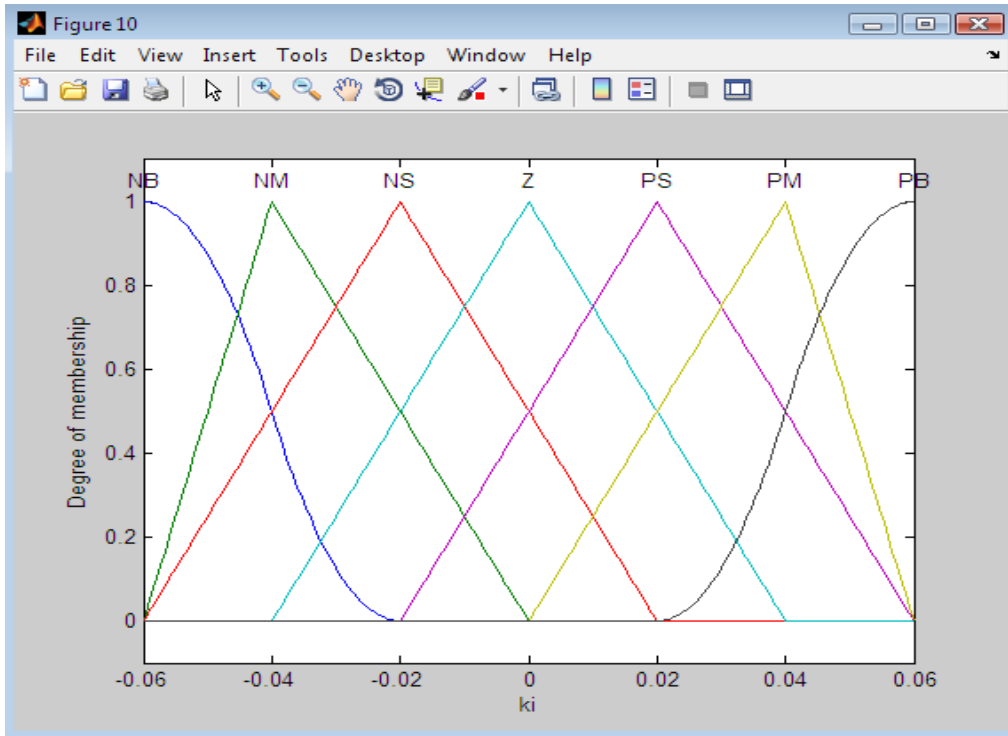 Figure 10
File Edit View Insert Tools Desktop Window Help
NB NM NS Z PS PM PB
1
0.8
0.6
0.4
0.2
0
Degree of membership
-0.06 -0.04 -0.02 0 0.02 0.04 0.06
ki